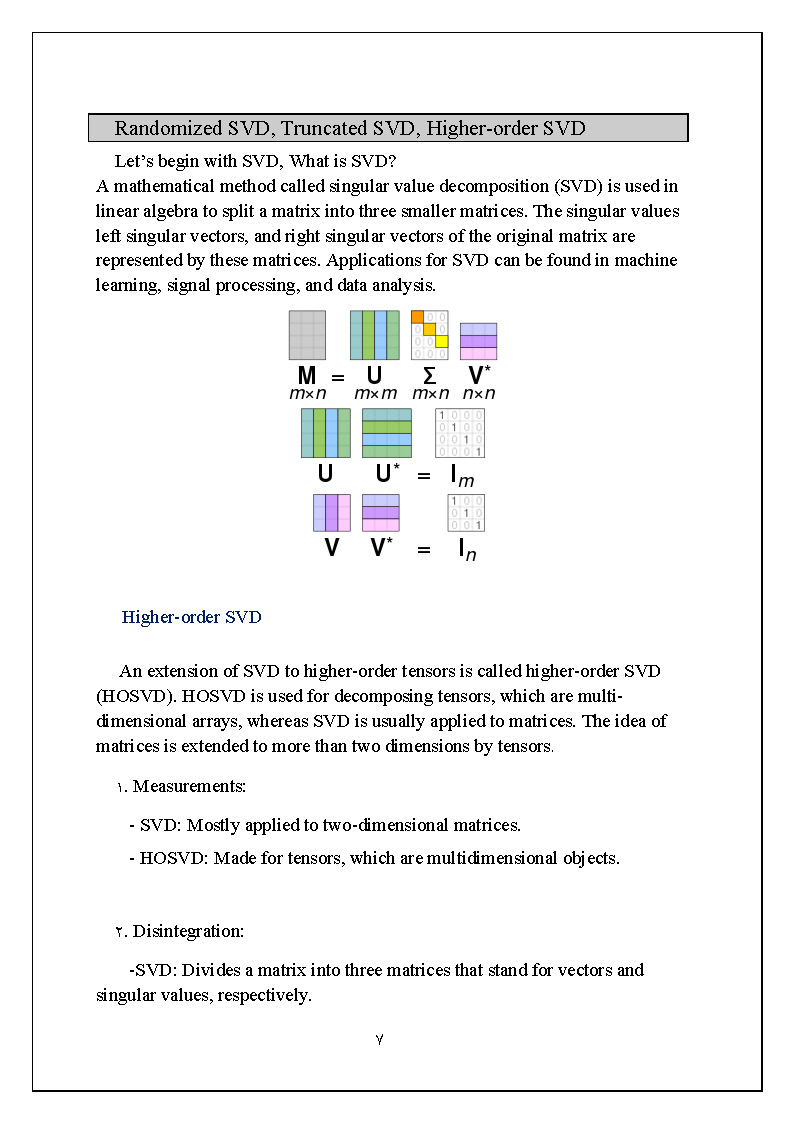 Randomized SVD, Truncated SVD, Higher-order SVD
Let’s begin with SVD, What is SVD?
A mathematical method called singular value decomposition (SVD) is used in
linear algebra to split a matrix into three smaller matrices. The singular values
left singular vectors, and right singular vectors of the original matrix are
represented by these matrices. Applications for SVD can be found in machine
learning, signal processing, and data analysis.
0 0
0 0
0 0
0 0 0
M = U Σ V*
m×n m×m m×n n×n
1 0 0 0
0 1 0 0
0 0 1 0
0 0 0 1
U U* = Im
1 0 0
0 1 0
0 0 1
V V* = In
Higher-order SVD
An extension of SVD to higher-order tensors is called higher-order SVD
(HOSVD). HOSVD is used for decomposing tensors, which are multi-
dimensional arrays, whereas SVD is usually applied to matrices. The idea of
matrices is extended to more than two dimensions by tensors.
١. Measurements:
- SVD: Mostly applied to two-dimensional matrices.
- HOSVD: Made for tensors, which are multidimensional objects.
٢. Disintegration:
-SVD: Divides a matrix into three matrices that stand for vectors and
singular values, respectively.
٧